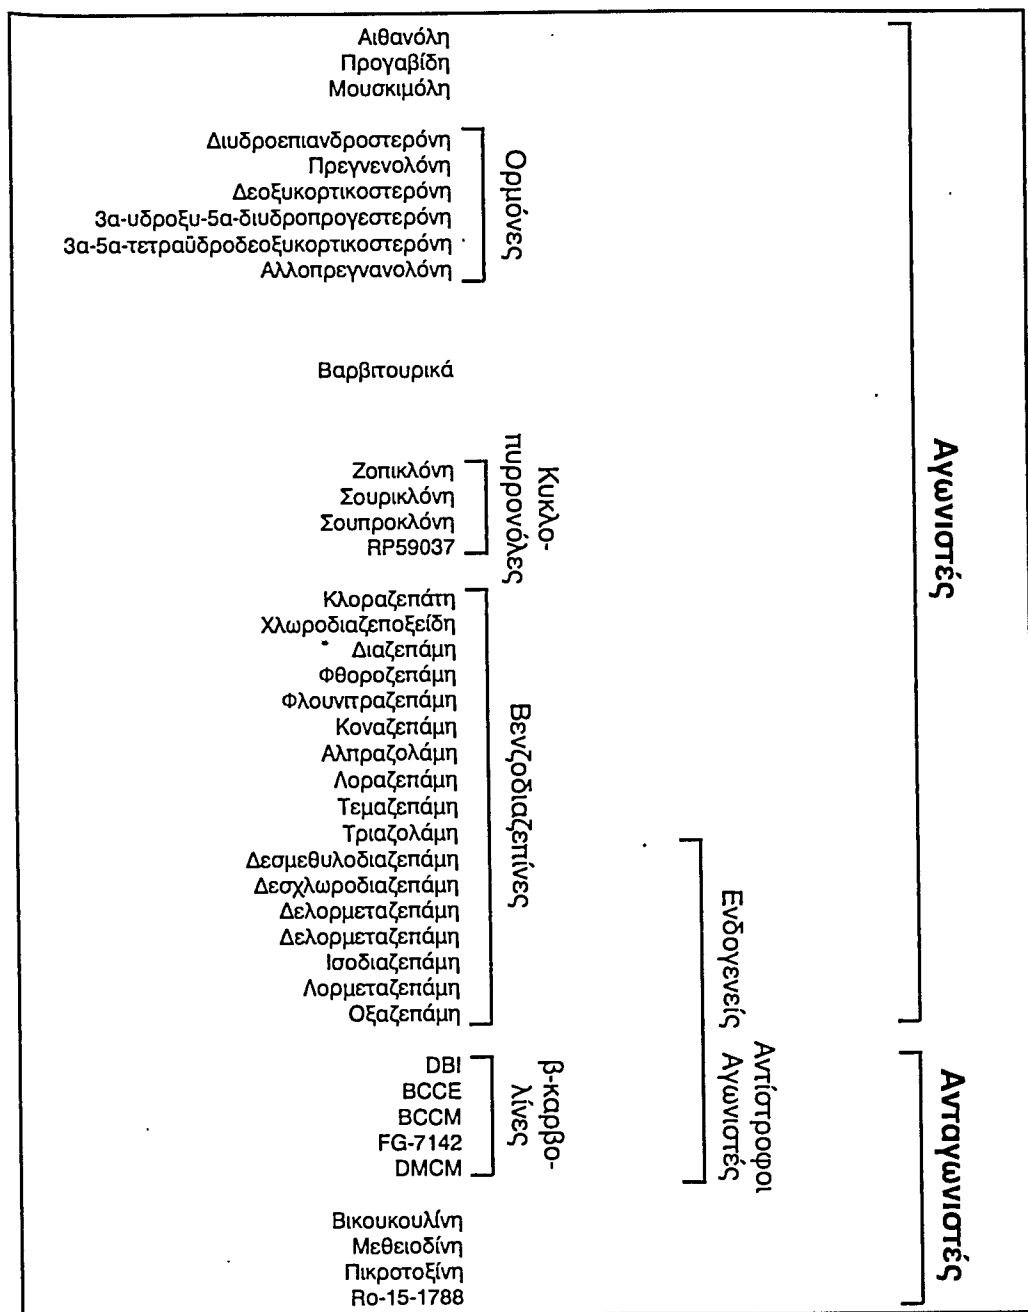 Αιθανόλη
Προγαβίδη
Μουσκιμόλη
Διυδροεπιανδροστερόνη
Πρεγνενολόνη
Δεοξυκορτικοστερόνη
3α-υδροξυ-5α-διυδροπρογεστερόνη
3α-5α-τετραϋδροδεοξυκορτικοστερόνη
Αλλοπρεγνανολόνη
Ορμόνες
Βαρβιτουρικά
Ζοπικλόνη
Σουρικλόνη
Σουπροκλόνη
RP59037
Κυκλο-
πυρρονόλες
Κλοραζεπάτη
Χλωροδιαζεποξείδη
Διαζεπάμη
Φθοροζεπάμη
Φλουνιτραζεπάμη
Κοναζεπάμη
Αλπραζολάμη
Λοραζεπάμη
Τεμαζεπάμη
Τριαζολάμη
Δεσμεθυλοδιαζεπάμη
Δεσχλωροδιαζεπάμη
Δελορμεταζεπάμη
Δελορμεταζεπάμη
Ισοδιαζεπάμη
Λορμεταζεπάμη
Οξαζεπάμη
Βενζοδιαζεπίνες
Αγωνιστές
DBI
BCCE
BCCM
FG-7142
DMCM
β-καρβο-
λίνες
Αντίστροφοι
Ενδογενείς Αγωνιστές
Βικουκουλίνη
Μεθειοδίνη
Πικροτοξίνη
Ro-15-1788
Ανταγωνιστές